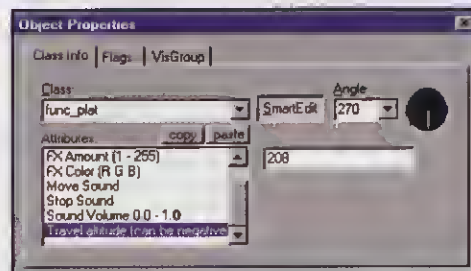 Object Properties
Class Info Flags VisGroup
Class: Angle
func_plat SmartEdit 270
Attributes: copy paste
FX Amount (1 - 255) 208
FX Color (R G B)
Move Sound
Stop Sound
Sound Volume 0.0 - 1.0
Travel altitude (can be negative